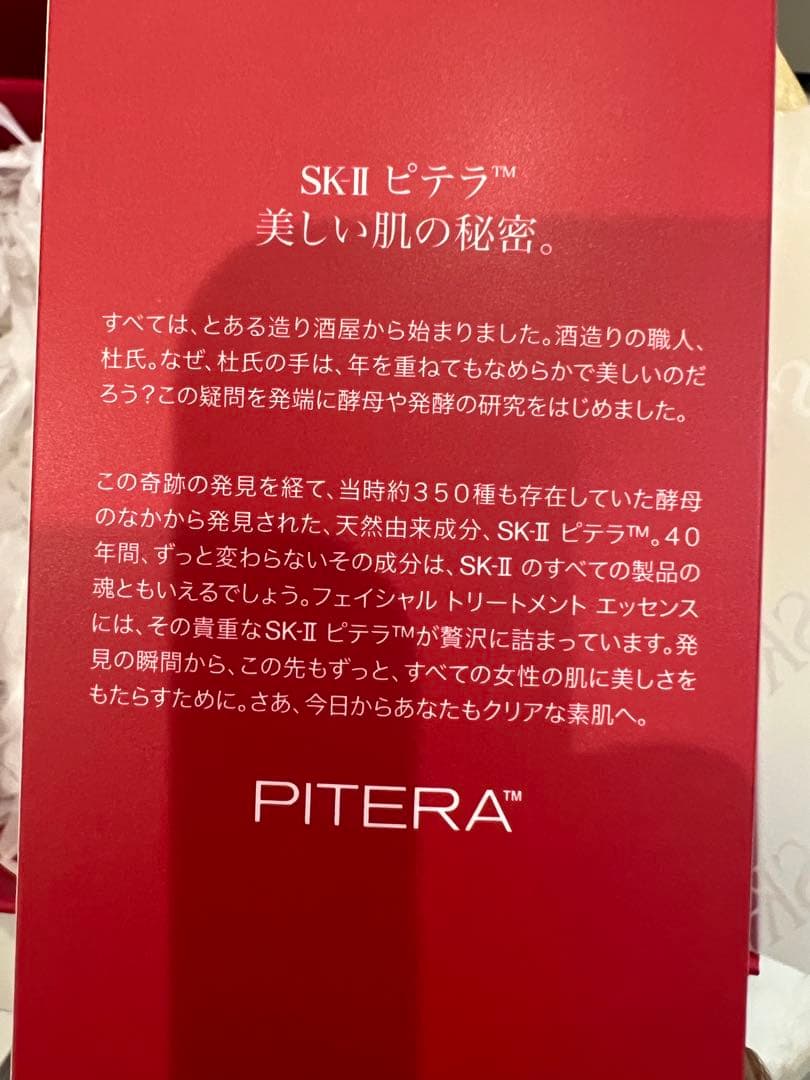 SK-II ピテラ™
美しい肌の秘密。
すべては、とある造り酒屋から始まりました。酒造りの職人、
杜氏。なぜ、杜氏の手は、年を重ねてもなめらかで美しいのだ
ろう?この疑問を発端に酵母や発酵の研究をはじめました。
この奇跡の発見を経て、当時約350種も存在していた酵母
のなかから発見された、天然由来成分、SK-II ピテラ™。40
年間、ずっと変わらないその成分は、SK-II のすべての製品の
魂ともいえるでしょう。フェイシャル トリートメント エッセンス
には、その貴重なSK-II ピテラ™が贅沢に詰まっています。発
見の瞬間から、この先もずっと、すべての女性の肌に美しさを
もたらすために。さあ、今日からあなたもクリアな素肌へ。
PITERA™